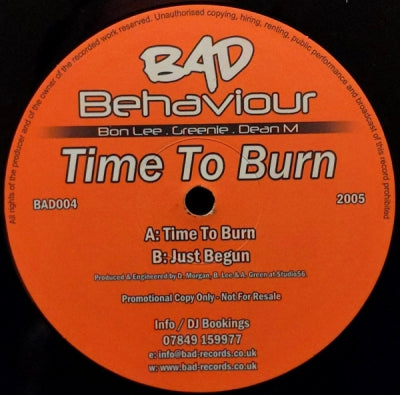 All rights of the producer and of the owner of the recorded work reserved. Unauthorised copying, hiring, renting, public performance and broadcast of this record prohibited
BAD
Behaviour
Bon Lee . Greenie . Dean M
Time To Burn
BAD004
2005
A: Time To Burn
B: Just Begun
Produced & Engineered by D. Morgan, B. Lee & A. Green at Studio56.
Promotional Copy Only - Not For Resale
Info / DJ Bookings
07849 159977
e: info@bad-records.co.uk
w: www.bad-records.co.uk